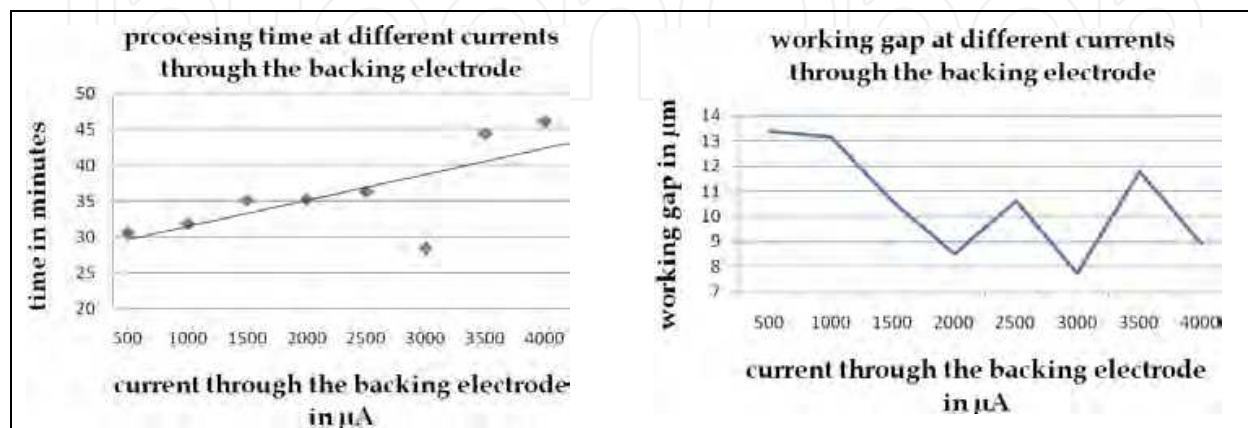 prcocesing time at different currents
through the backing electrode
50
45
40
35
30
25
20
time in minutes
500 1000 1500 2000 2500 3000 3500 4000
current through the backing electrode
in µA
working gap at different currents
through the backing electrode
14
13
12
11
10
9
8
7
working gap in µm
500 1000 1500 2000 2500 3000 3500 4000
current through the backing electrode
in µA